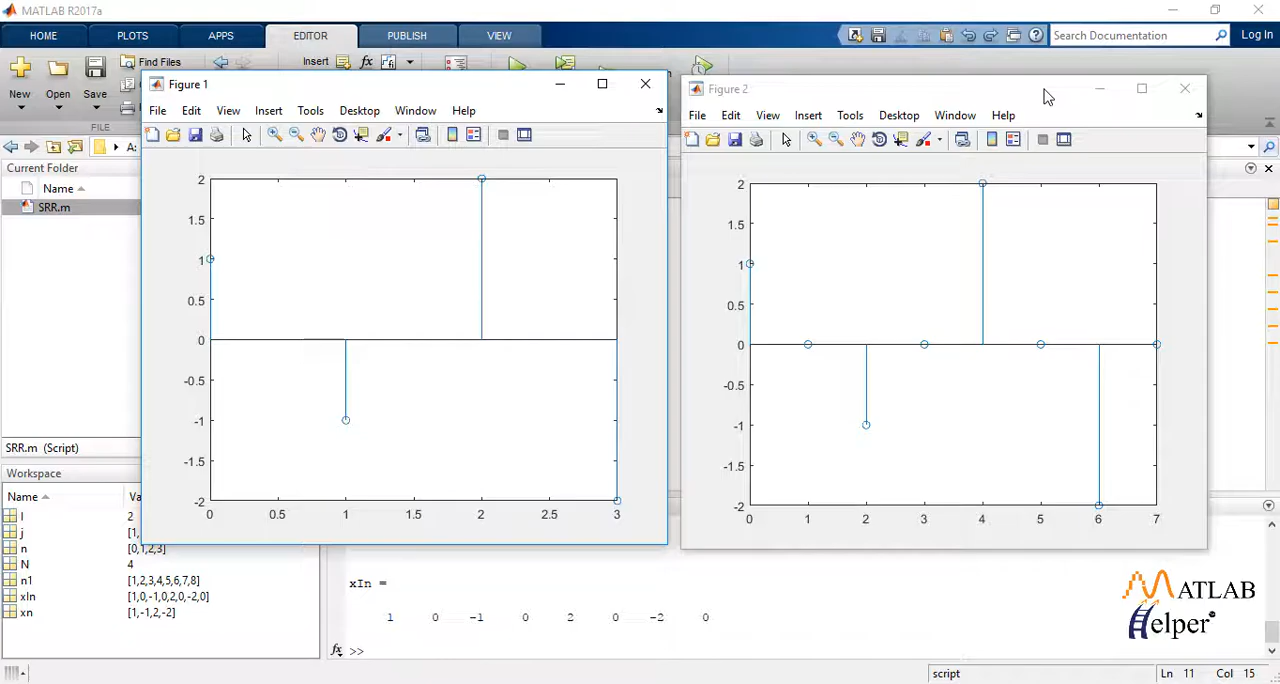 MATLAB R2017a
HOME PLOTS APPS EDITOR PUBLISH VIEW
Search Documentation
Log In
New Open Save
Find Files
Insert fx
FILE
A:
Current Folder
Name
SRR.m
SRR.m (Script)
Workspace
Name Va
I 2
j [1,
n [0,1,2,3]
N 4
n1 [1,2,3,4,5,6,7,8]
xIn [1,0,-1,0,2,0,-2,0]
xn [1,-1,2,-2]
Figure 1
File Edit View Insert Tools Desktop Window Help
2
1.5
1
0.5
0
-0.5
-1
-1.5
-2
0 0.5 1 1.5 2 2.5 3
Figure 2
File Edit View Insert Tools Desktop Window Help
2
1.5
1
0.5
0
-0.5
-1
-1.5
-2
0 1 2 3 4 5 6 7
xIn =
1 0 -1 0 2 0 -2 0
fx >>
MATLAB
Helper
script
Ln 11 Col 15